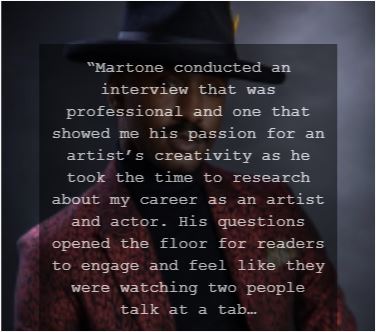 “Martone conducted an
interview that was
professional and one that
showed me his passion for an
artist’s creativity as he
took the time to research
about my career as an artist
and actor. His questions
opened the floor for readers
to engage and feel like they
were watching two people
talk at a tab…